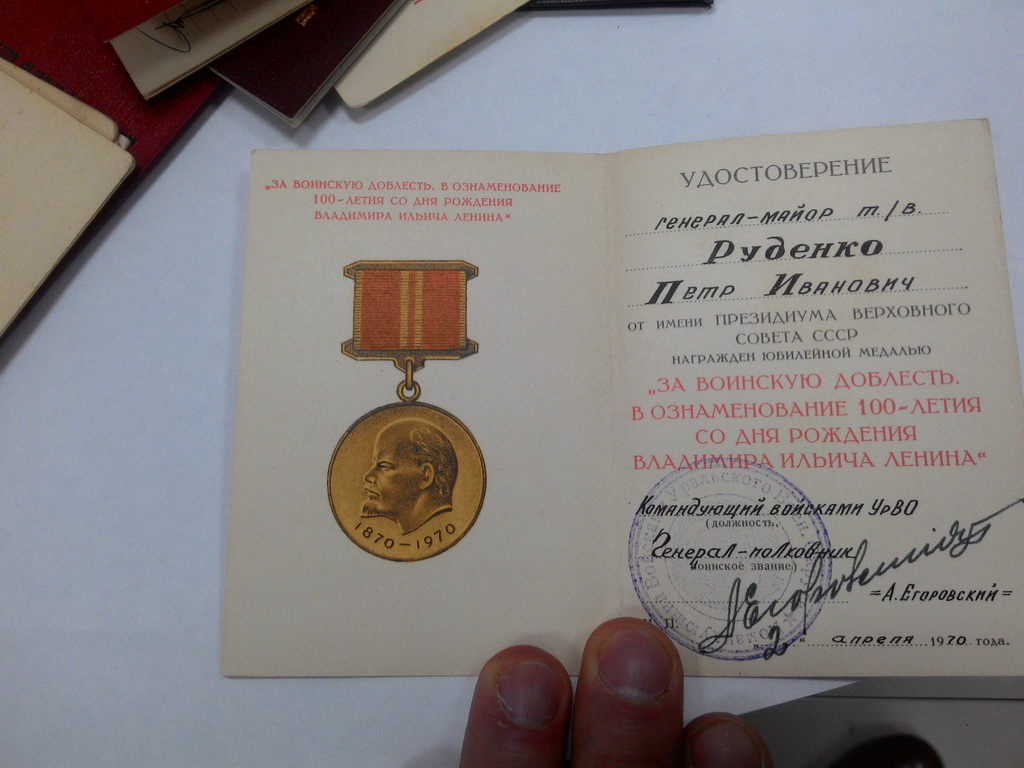 „ЗА ВОИНСКУЮ ДОБЛЕСТЬ. В ОЗНАМЕНОВАНИЕ
100-ЛЕТИЯ СО ДНЯ РОЖДЕНИЯ
ВЛАДИМИРА ИЛЬИЧА ЛЕНИНА“
1870-1970
УДОСТОВЕРЕНИЕ
генерал-майор т/в.
Руденко
Петр Иванович
ОТ ИМЕНИ ПРЕЗИДИУМА ВЕРХОВНОГО
СОВЕТА СССР
НАГРАЖДЕН ЮБИЛЕЙНОЙ МЕДАЛЬЮ
„ЗА ВОИНСКУЮ ДОБЛЕСТЬ.
В ОЗНАМЕНОВАНИЕ 100-ЛЕТИЯ
СО ДНЯ РОЖДЕНИЯ
ВЛАДИМИРА ИЛЬИЧА ЛЕНИНА“
Командующий войсками УрВО
(должность,
Генерал-полковник
воинское звание)
=А.Егоровский=
2 “ апреля 1970 года.